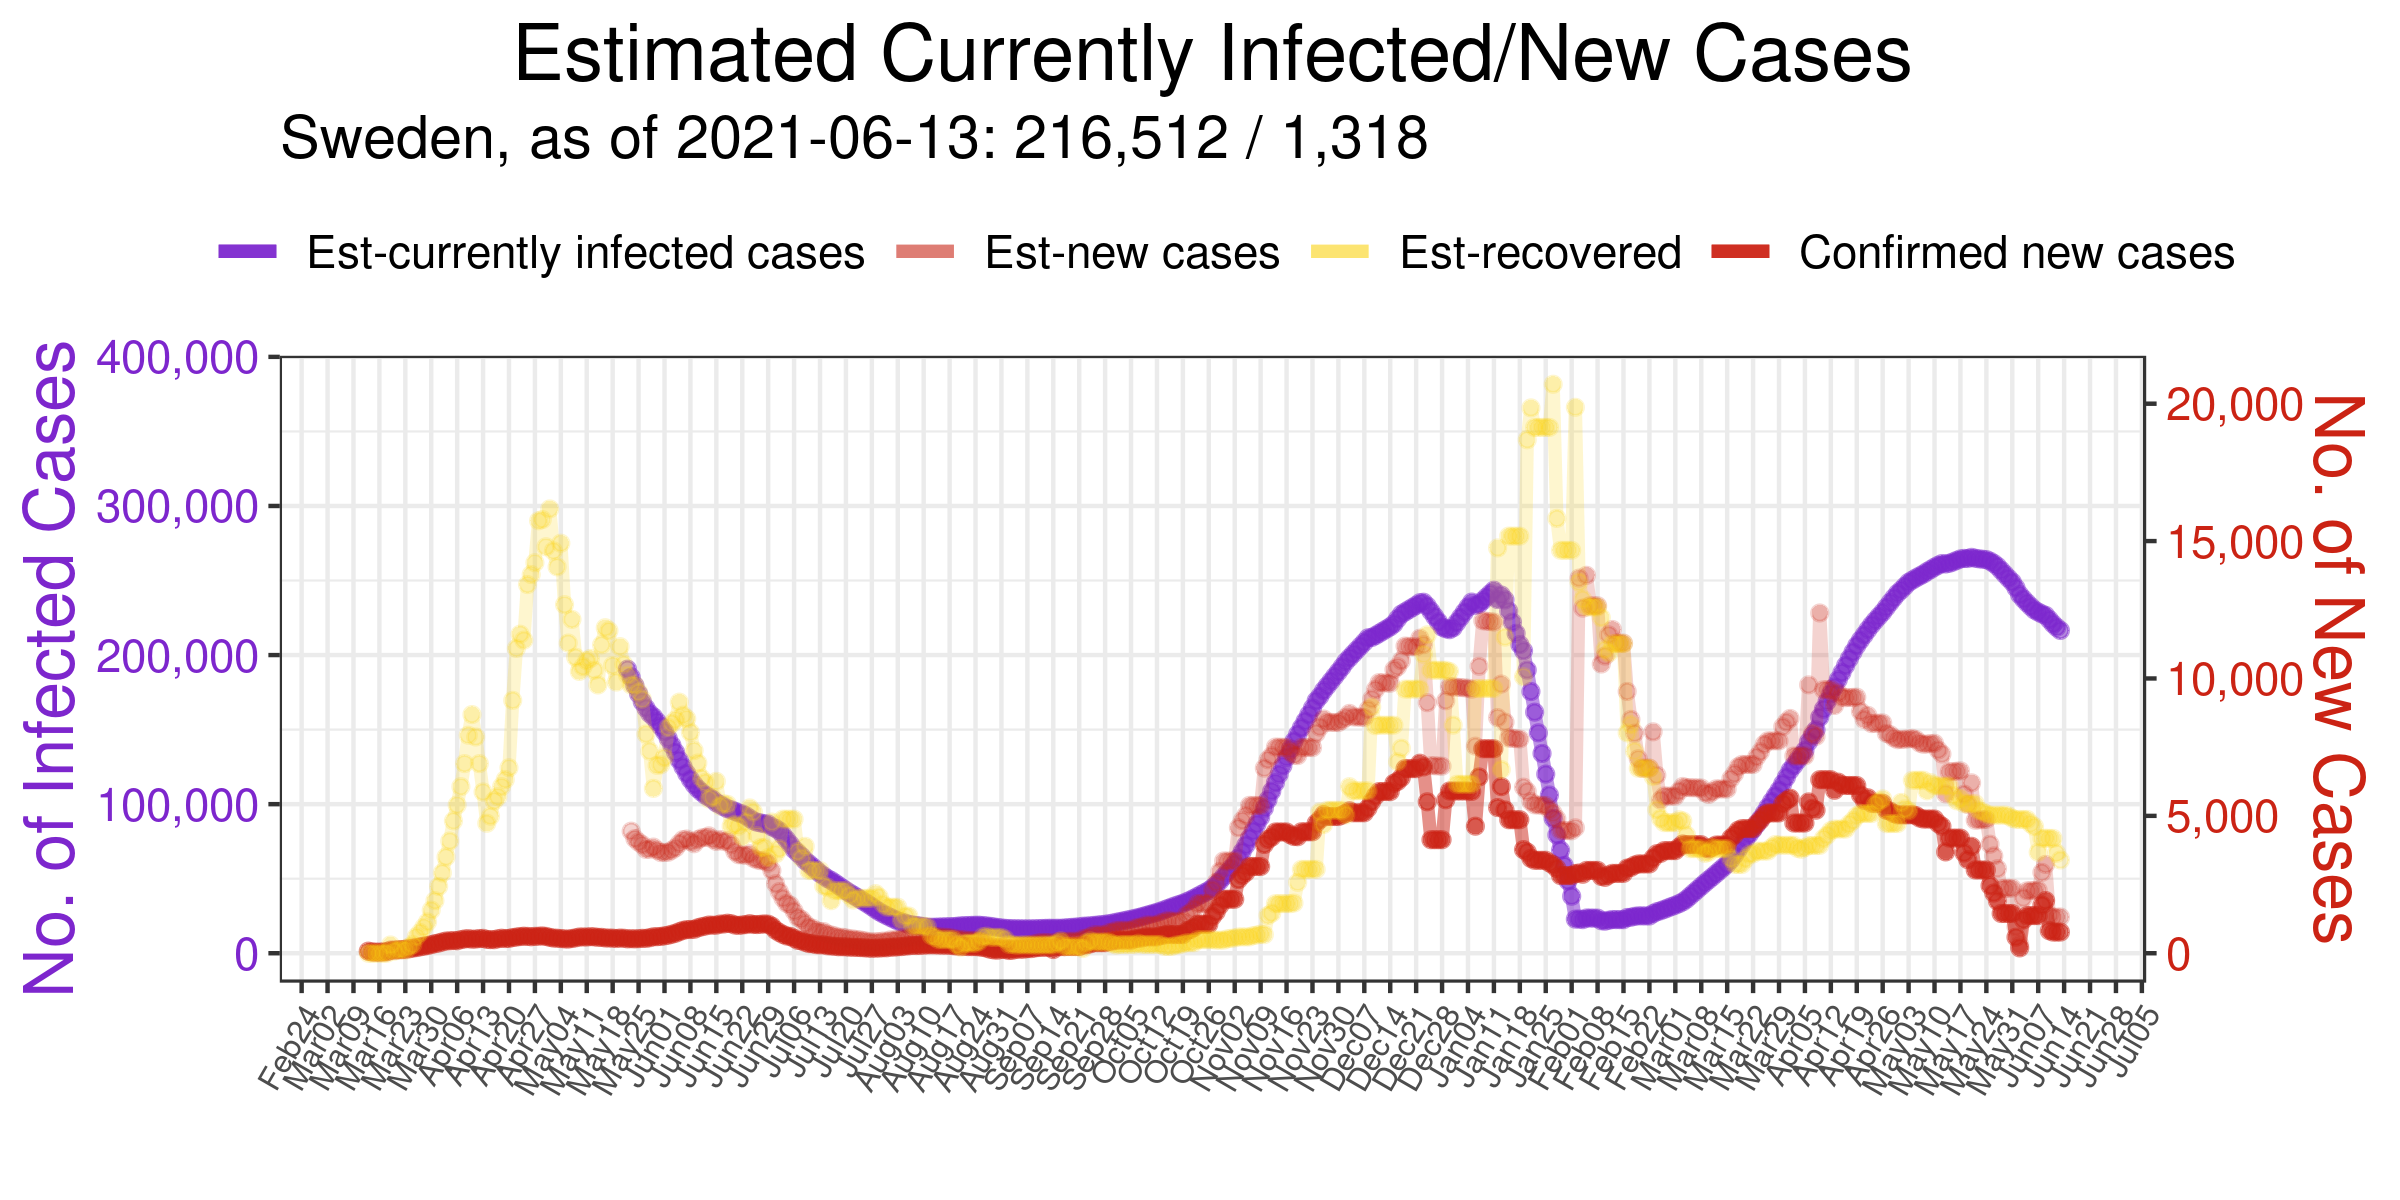 Estimated Currently Infected/New Cases
Sweden, as of 2021-06-13: 216,512 / 1,318
Est-currently infected cases Est-new cases Est-recovered Confirmed new cases
No. of Infected Cases
400,000
300,000
200,000
100,000
0
20,000
15,000
10,000
5,000
0
No. of New Cases
Feb24 Mar02 Mar09 Mar16 Mar23 Mar30 Apr06 Apr13 Apr20 Apr27 May04 May11 May18 May25 Jun01 Jun08 Jun15 Jun22 Jun29 Jul06 Jul13 Jul20 Jul27 Aug03 Aug10 Aug17 Aug24 Aug31 Sep07 Sep14 Sep21 Sep28 Oct05 Oct12 Oct19 Oct26 Nov02 Nov09 Nov16 Nov23 Nov30 Dec07 Dec14 Dec21 Dec28 Jan04 Jan11 Jan18 Jan25 Feb01 Feb08 Feb15 Feb22 Mar01 Mar08 Mar15 Mar22 Mar29 Apr05 Apr12 Apr19 Apr26 May03 May10 May17 May24 May31 Jun07 Jun14 Jun21 Jun28 Jul05